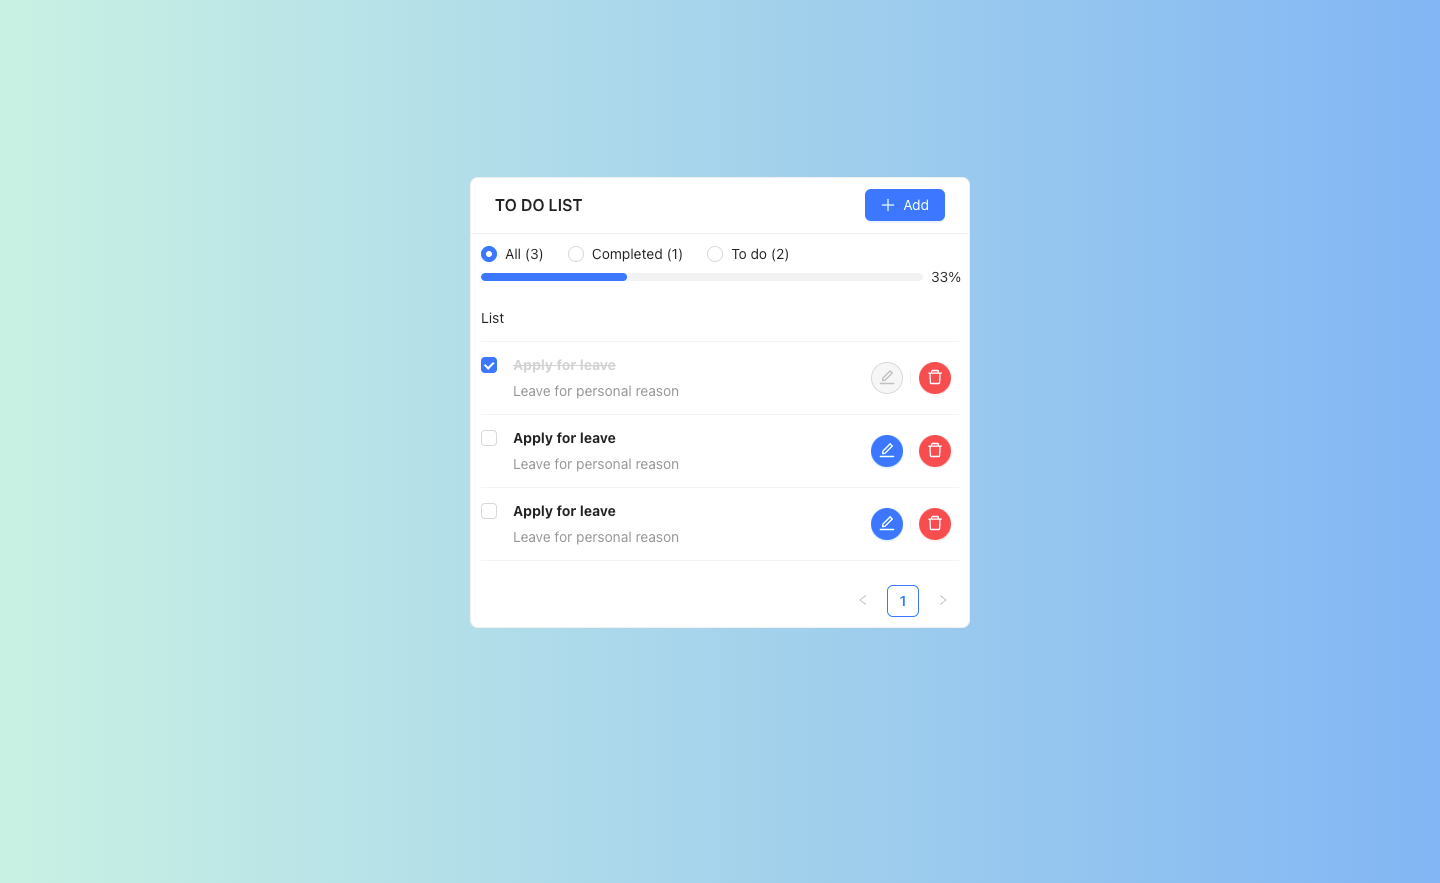 TO DO LIST
Add
All (3) Completed (1) To do (2)
33%
List
Apply for leave
Leave for personal reason
Apply for leave
Leave for personal reason
Apply for leave
Leave for personal reason
1